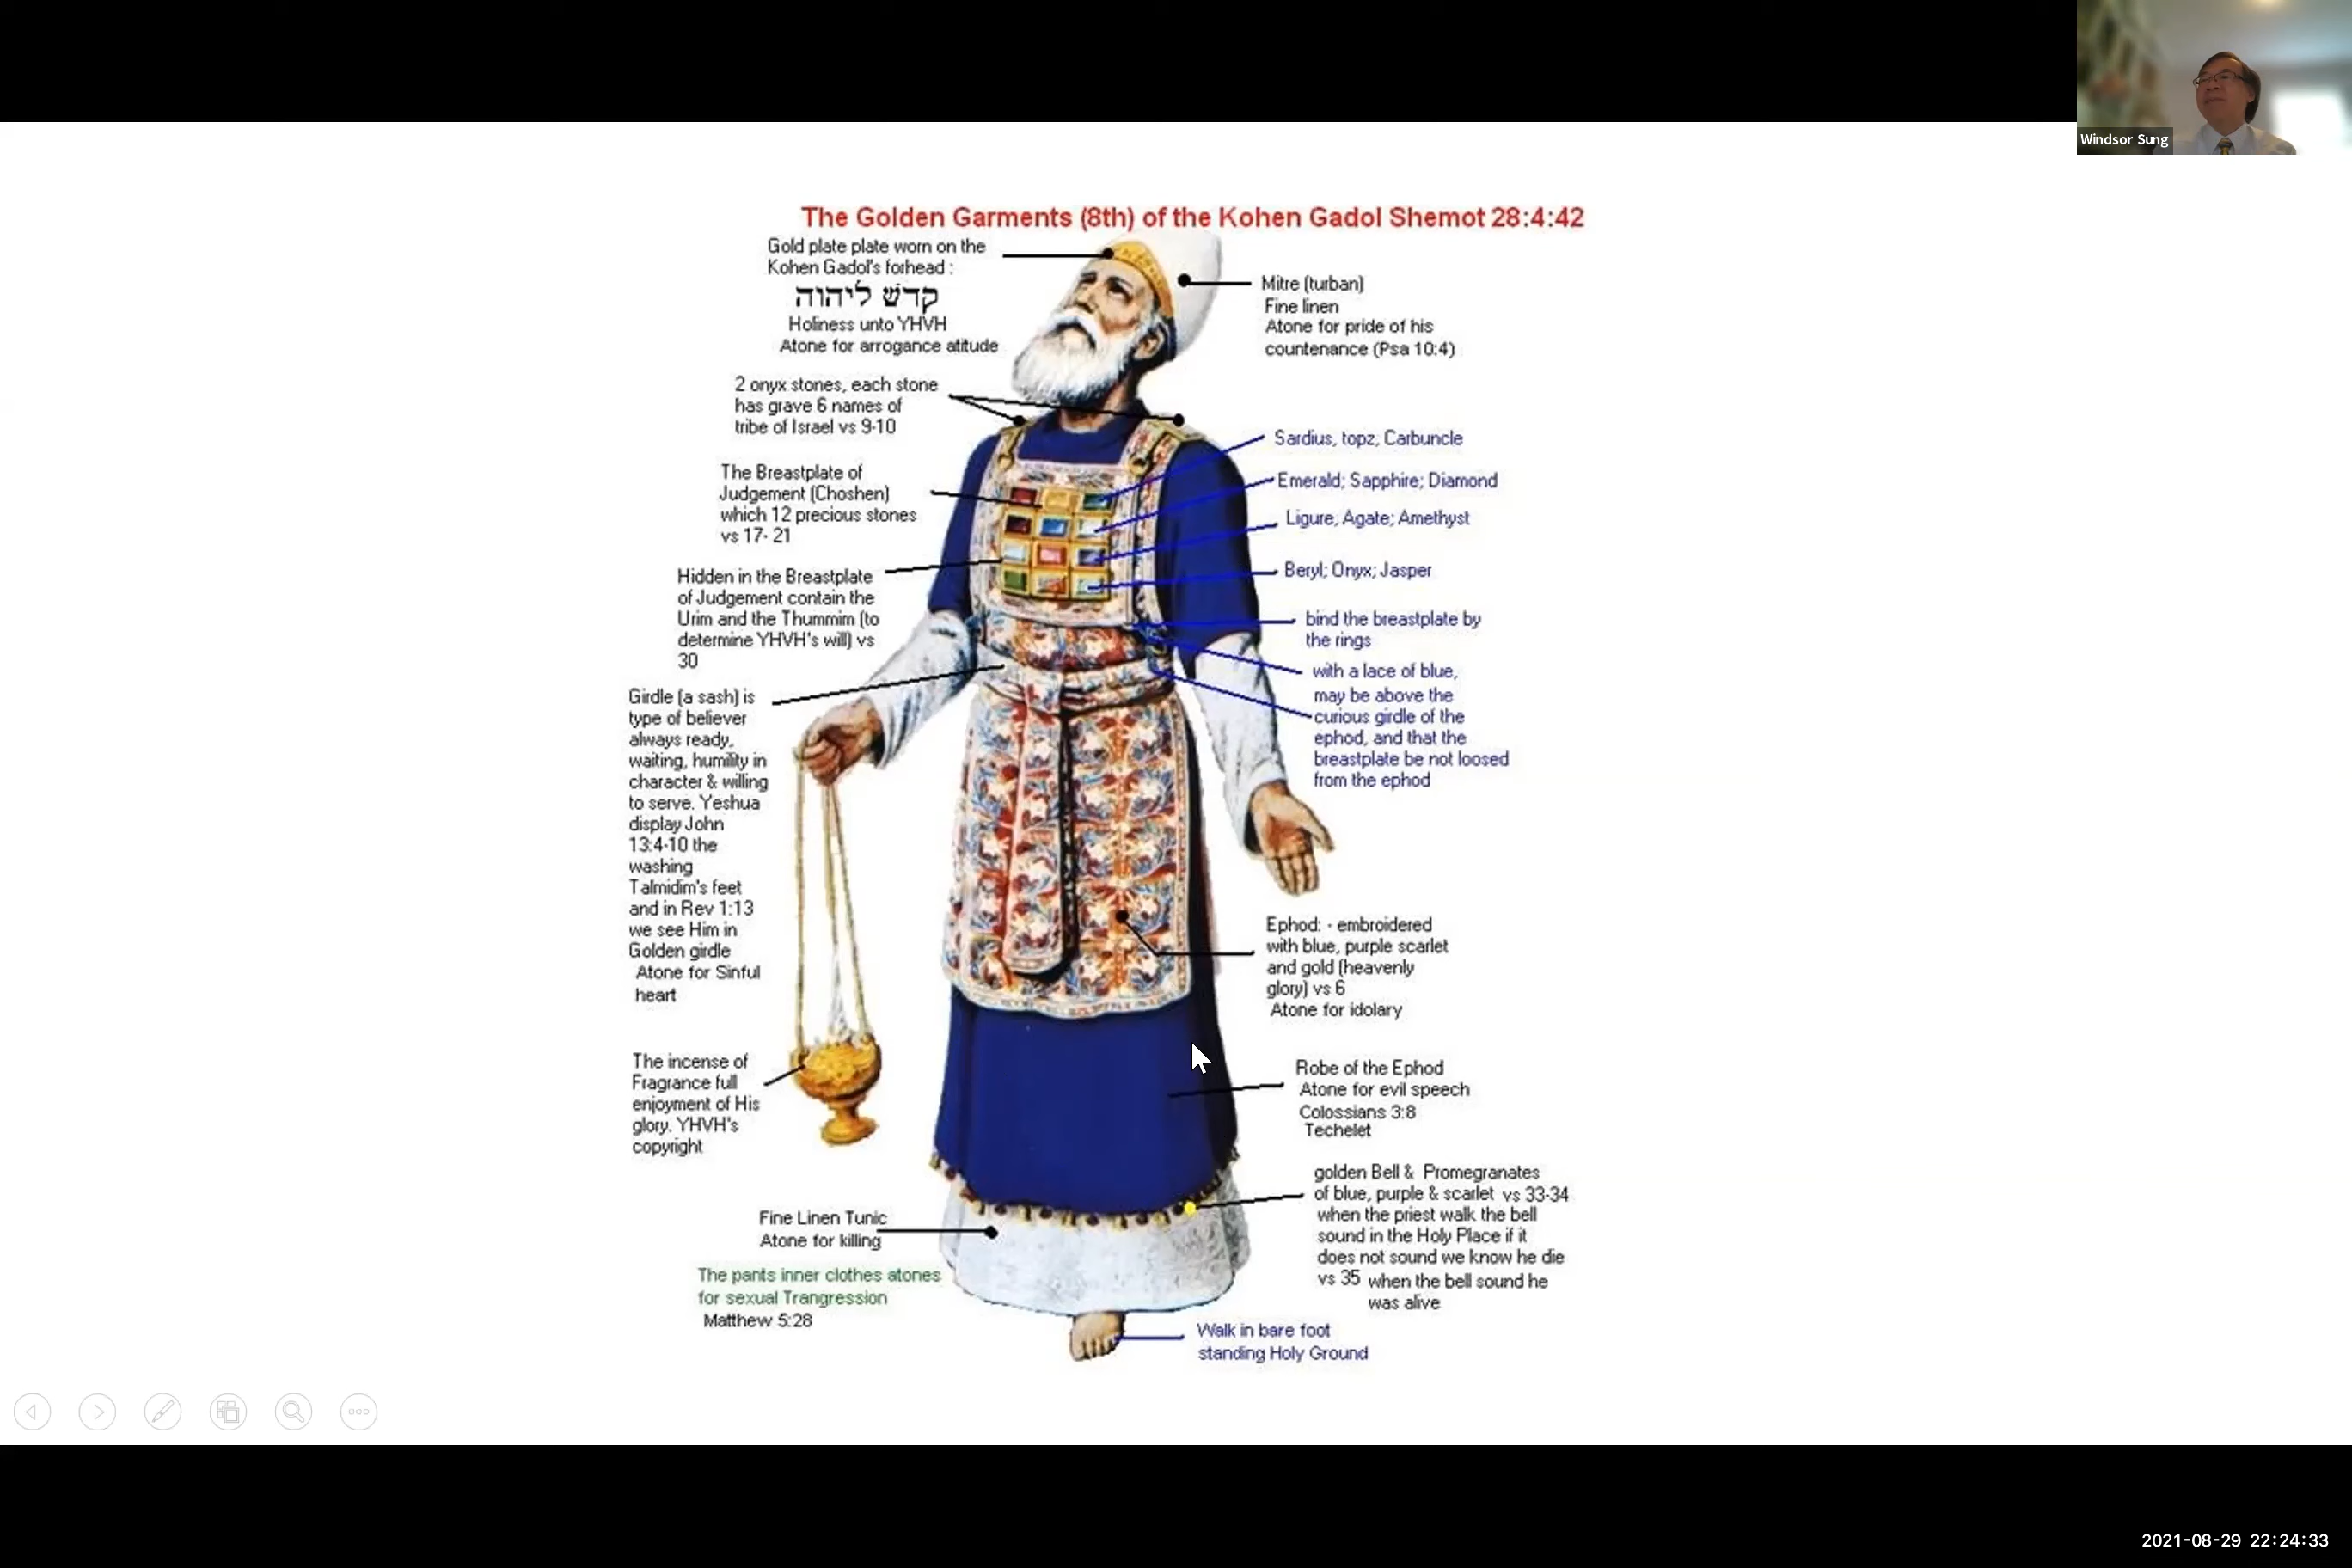 Windsor Sung
The Golden Garments (8th) of the Kohen Gadol Shemot 28:4:42
Gold plate plate worn on the
Kohen Gadol's forhead :
קדש ליהוה
Holiness unto YHVH
Atone for arrogance atitude
Mitre (turban)
Fine linen
Atone for pride of his
countenance (Psa 10:4)
2 onyx stones, each stone
has grave 6 names of
tribe of Israel vs 9-10
The Breastplate of
Judgement (Choshen)
which 12 precious stones
vs 17- 21
Hidden in the Breastplate
of Judgement contain the
Urim and the Thummim (to
determine YHVH's will) vs
30
Girdle (a sash) is
type of believer
always ready,
waiting, humility in
character & willing
to serve. Yeshua
display John
13:4-10 the
washing
Talmidim's feet
and in Rev 1:13
we see Him in
Golden girdle
Atone for Sinful
heart
The incense of
Fragrance full
enjoyment of His
glory. YHVH's
copyright
Fine Linen Tunic
Atone for killing
The pants inner clothes atones
for sexual Trangression
Matthew 5:28
Sardius, topz, Carbuncle
Emerald; Sapphire; Diamond
Ligure, Agate; Amethyst
Beryl; Onyx; Jasper
bind the breastplate by
the rings
with a lace of blue,
may be above the
curious girdle of the
ephod, and that the
breastplate be not loosed
from the ephod
Ephod: - embroidered
with blue, purple scarlet
and gold (heavenly
glory) vs 6
Atone for idolary
Robe of the Ephod
Atone for evil speech
Colossians 3:8
Techelet
golden Bell & Promegranates
of blue, purple & scarlet vs 33-34
when the priest walk the bell
sound in the Holy Place if it
does not sound we know he die
vs 35 when the bell sound he
was alive
Walk in bare foot
standing Holy Ground
2021-08-29 22:24:33